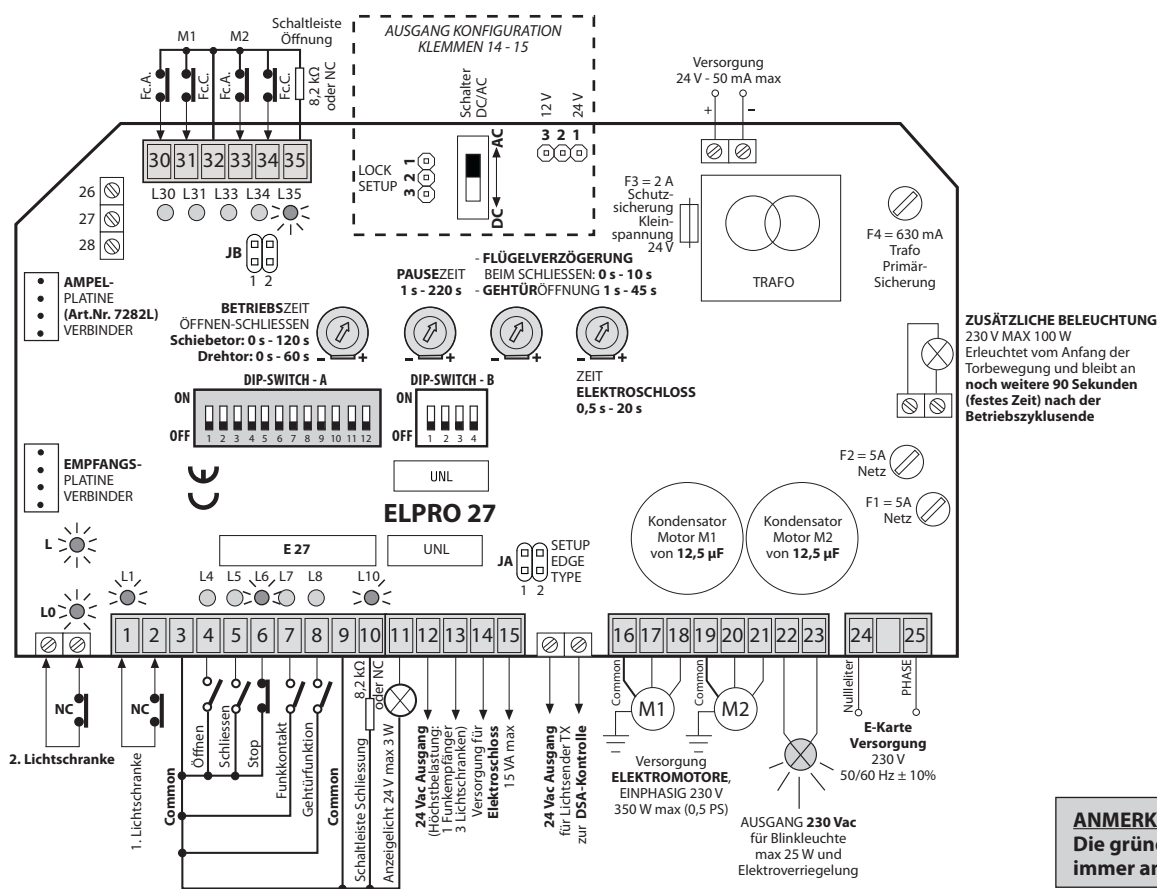 Schaltleiste
Öffnung
M1
M2
Fc.A.
Fc.C.
Fc.A.
Fc.C.
8,2 kΩ
oder NC
AUSGANG KONFIGURATION
KLEMMEN 14 - 15
Schalter
DC/AC
12 V
24 V
3 2 1
AC
DC
LOCK
SETUP
3 2 1
Versorgung
24 V - 50 mA max
+ −
30 31 32 33 34 35
L30 L31 L33 L34 L35
26
27
28
JB
1 2
F3 = 2 A
Schutz-
sicherung
Klein-
spannung
24 V
TRAFO
F4 = 630 mA
Trafo
Primär-
Sicherung
AMPEL-
PLATINE
(Art.Nr. 7282L)
VERBINDER
BETRIEBSZEIT
ÖFFNEN-SCHLIESSEN
Schiebetor: 0 s - 120 s
Drehtor: 0 s - 60 s
- +
PAUSEZEIT
1 s - 220 s
- +
- FLÜGELVERZÖGERUNG
BEIM SCHLIESSEN: 0 s - 10 s
- GEHTÜRÖFFNUNG 1 s - 45 s
- +
- +
ZEIT
ELEKTROSCHLOSS
0,5 s - 20 s
ZUSÄTZLICHE BELEUCHTUNG
230 V MAX 100 W
Erleuchtet vom Anfang der
Torbewegung und bleibt an
noch weitere 90 Sekunden
(festes Zeit) nach der
Betriebszyklusende
DIP-SWITCH - A
ON
OFF
1 2 3 4 5 6 7 8 9 10 11 12
DIP-SWITCH - B
ON
OFF
1 2 3 4
EMPFANGS-
PLATINE
VERBINDER
CE
UNL
ELPRO 27
E 27
UNL
JA
1 2
SETUP
EDGE
TYPE
Kondensator
Motor M1
von 12,5 µF
Kondensator
Motor M2
von 12,5 µF
F2 = 5A
Netz
F1 = 5A
Netz
L
L0
L1
L4 L5 L6 L7 L8
L10
1 2 3 4 5 6 7 8 9 10 11 12 13 14 15
16 17 18 19 20 21 22 23
24 25
NC
2. Lichtschranke
NC
1. Lichtschranke
Common
Öffnen
Schliessen
Stop
Funkkontakt
Gehtürfunktion
Common
Schaltleiste Schliessung
8,2 kΩ
oder NC
Anzeigelicht 24 V max 3 W
24 Vac Ausgang
(Höchstbelastung:
1 Funkempfänger
3 Lichtschranken)
Versorgung für
Elektroschloss
15 VA max
24 Vac Ausgang
für Lichtsender TX
zur DSA-Kontrolle
Common
M1
Common
M2
Versorgung
ELEKTROMOTORE,
EINPHASIG 230 V
350 W max (0,5 PS)
AUSGANG 230 Vac
für Blinkleuchte
max 25 W und
Elektroverriegelung
Nullleliter
PHASE
E-Karte
Versorgung
230 V
50/60 Hz ± 10%
ANMERK
Die grün
immer an